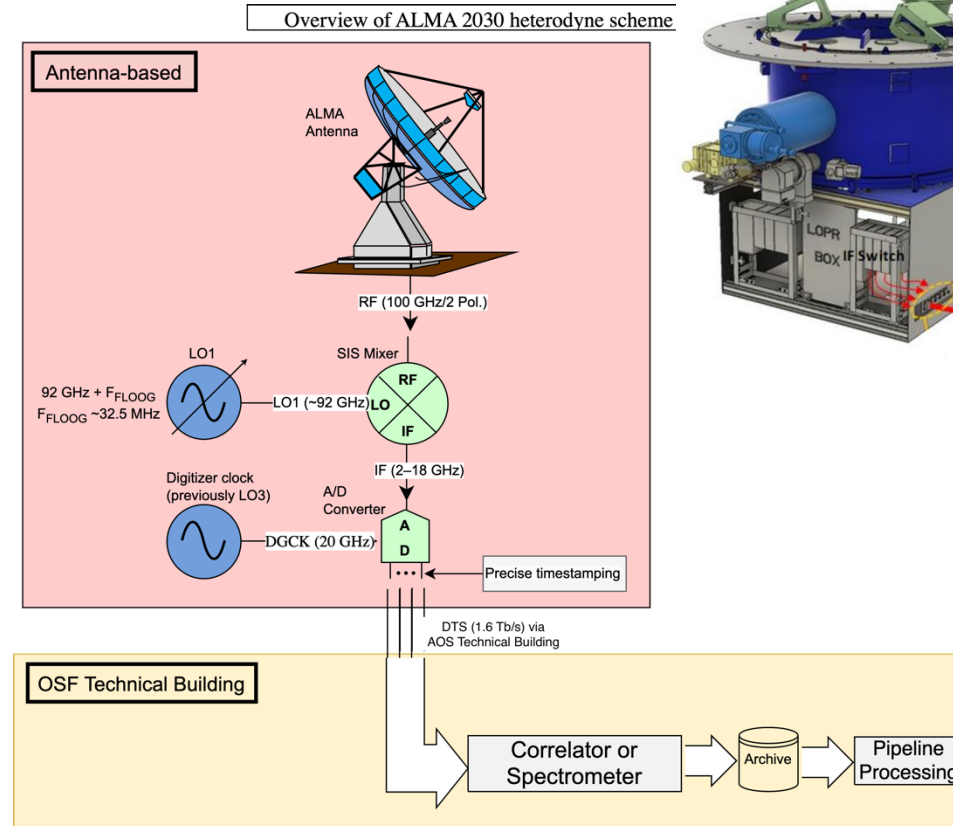 Overview of ALMA 2030 heterodyne scheme
Antenna-based
ALMA
Antenna
LOPR
BOX
IF Switch
RF (100 GHz/2 Pol.)
LO1
SIS Mixer
92 GHz + F_FLOOG
F_FLOOG ~32.5 MHz
LO1 (~92 GHz)
RF
LO
IF
IF (2–18 GHz)
Digitizer clock
(previously LO3)
A/D
Converter
DGCK (20 GHz)
A
D
Precise timestamping
DTS (1.6 Tb/s) via
AOS Technical Building
OSF Technical Building
Correlator or
Spectrometer
Archive
Pipeline
Processing